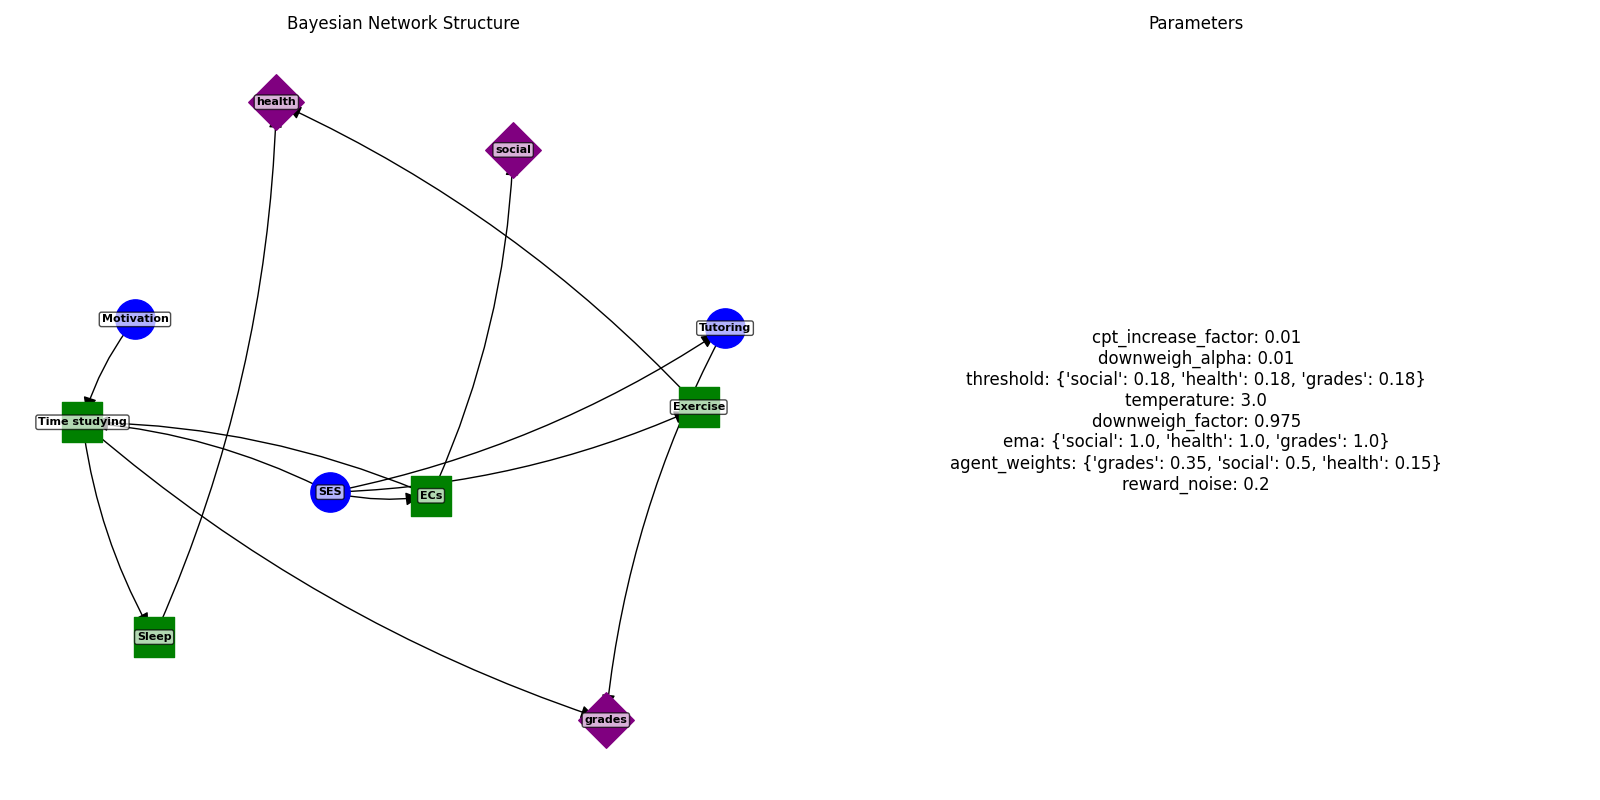 Bayesian Network Structure
Parameters
health
social
Motivation
Tutoring
Exercise
Time studying
SES
ECs
Sleep
grades
cpt_increase_factor: 0.01
downweigh_alpha: 0.01
threshold: {'social': 0.18, 'health': 0.18, 'grades': 0.18}
temperature: 3.0
downweigh_factor: 0.975
ema: {'social': 1.0, 'health': 1.0, 'grades': 1.0}
agent_weights: {'grades': 0.35, 'social': 0.5, 'health': 0.15}
reward_noise: 0.2